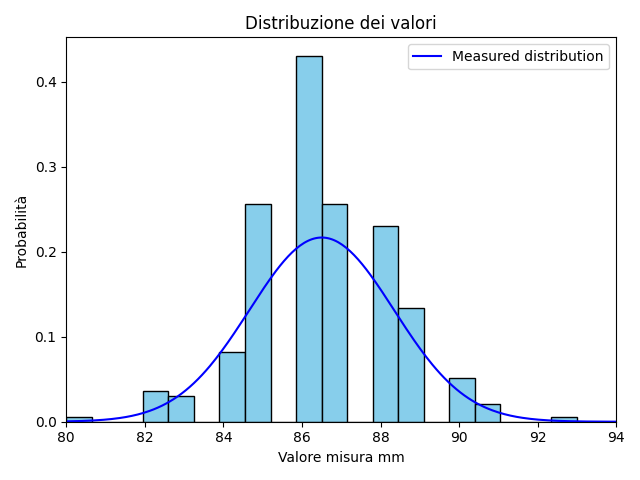 Distribuzione dei valori
Measured distribution
0.4
0.3
0.2
0.1
0.0
Probabilità
80 82 84 86 88 90 92 94
Valore misura mm